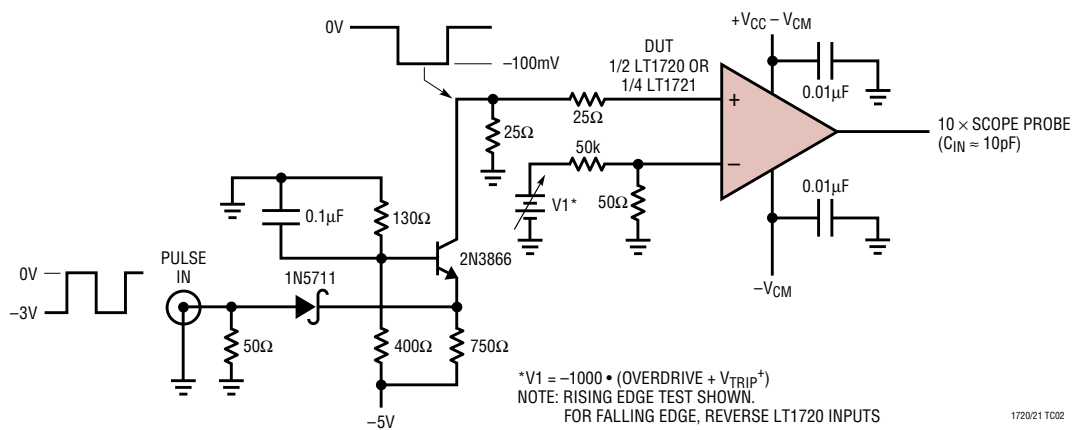 0V
−100mV
+VCC − VCM
DUT
1/2 LT1720 OR
1/4 LT1721
0.01µF
25Ω
25Ω
+
−
50k
10 × SCOPE PROBE
(CIN ≈ 10pF)
V1*
50Ω
0.01µF
0.1µF
130Ω
2N3866
−VCM
PULSE
IN
0V
−3V
1N5711
50Ω
400Ω
750Ω
−5V
*V1 = −1000 • (OVERDRIVE + VTRIP+)
NOTE: RISING EDGE TEST SHOWN.
FOR FALLING EDGE, REVERSE LT1720 INPUTS
1720/21 TC02